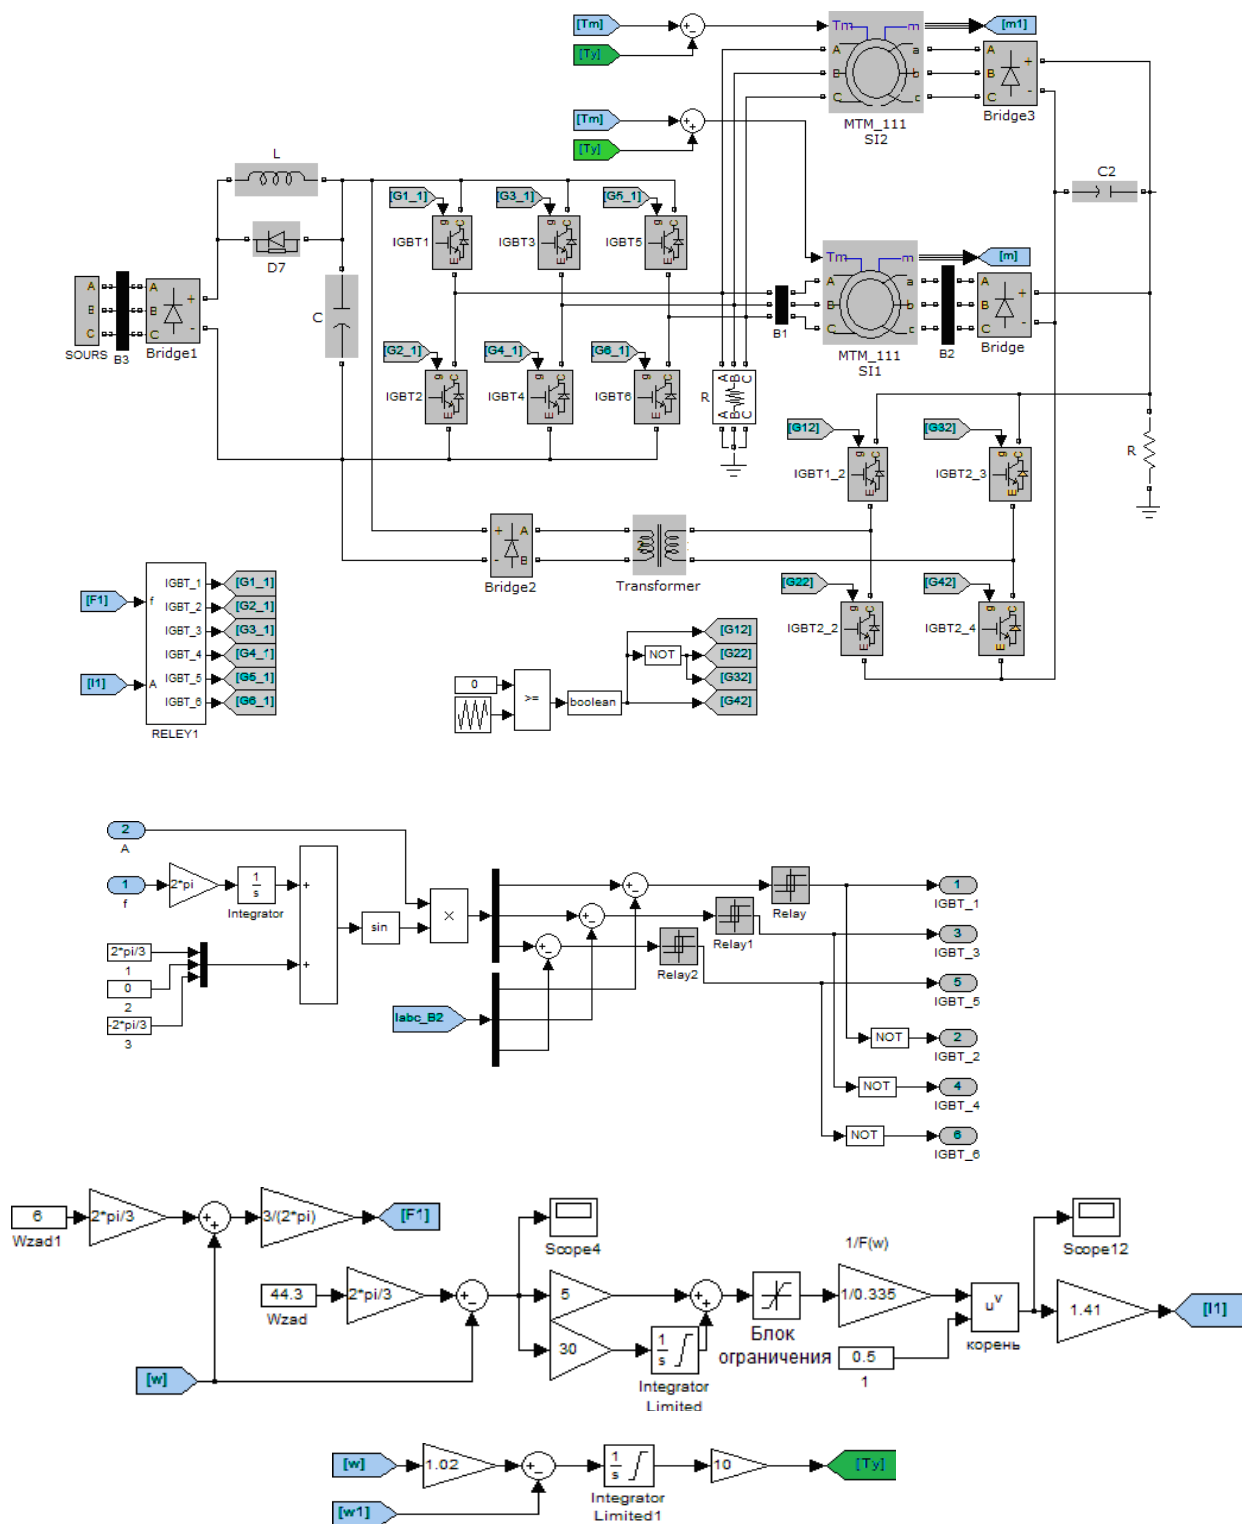 [Tm]
[Ty]
Tm
m
[m1]
A
B
C
a
b
c
A
B
C
+
-
MTM_111
SI2
Bridge3
[Tm]
[Ty]
L
D7
C
C2
[G1_1]
[G3_1]
[G5_1]
g
C
E
g
C
E
g
C
E
IGBT1
IGBT3
IGBT5
Tm
m
[m]
A
B
C
SOURS
B3
A
B
C
+
-
Bridge1
B1
A
B
C
a
b
c
MTM_111
SI1
B2
A
B
C
+
-
Bridge
[G2_1]
[G4_1]
[G6_1]
g
C
E
g
C
E
g
C
E
IGBT2
IGBT4
IGBT6
R
A
B
C
A
B
C
[G12]
[G32]
g
C
E
g
C
E
IGBT1_2
IGBT2_3
R
+
-
A
B
Bridge2
2
Transformer
[G22]
[G42]
g
C
E
g
C
E
IGBT2_2
IGBT2_4
[F1]
[I1]
f
A
IGBT_1
IGBT_2
IGBT_3
IGBT_4
IGBT_5
IGBT_6
RELEY1
[G1_1]
[G2_1]
[G3_1]
[G4_1]
[G5_1]
[G6_1]
0
>=
boolean
NOT
[G12]
[G22]
[G32]
[G42]
2
A
1
f
2*pi
1
s
Integrator
+
+
2*pi/3
1
0
2
-2*pi/3
3
sin
×
Iabc_B2
Relay
Relay1
Relay2
1
IGBT_1
3
IGBT_3
5
IGBT_5
NOT
2
IGBT_2
NOT
4
IGBT_4
NOT
6
IGBT_6
6
Wzad1
2*pi/3
3/(2*pi)
[F1]
44.3
Wzad
2*pi/3
[w]
Scope4
5
30
1
s
Integrator
Limited
Блок
ограничения
1/F(w)
1/0.335
0.5
1
u^v
корень
Scope12
1.41
[I1]
[w]
1.02
[w1]
1
s
Integrator
Limited1
10
[Ty]